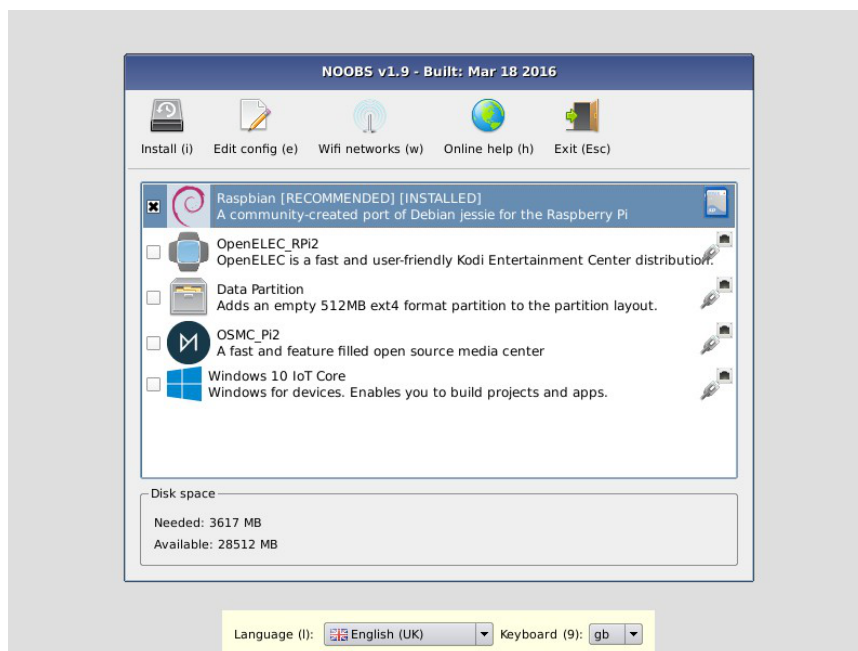 NOOBS v1.9 - Built: Mar 18 2016
Install (i) Edit config (e) Wifi networks (w) Online help (h) Exit (Esc)
Raspbian [RECOMMENDED] [INSTALLED]
A community-created port of Debian jessie for the Raspberry Pi
OpenELEC_RPi2
OpenELEC is a fast and user-friendly Kodi Entertainment Center distribution.
Data Partition
Adds an empty 512MB ext4 format partition to the partition layout.
OSMC_Pi2
A fast and feature filled open source media center
Windows 10 IoT Core
Windows for devices. Enables you to build projects and apps.
Disk space
Needed: 3617 MB
Available: 28512 MB
Language (l): English (UK) Keyboard (9): gb